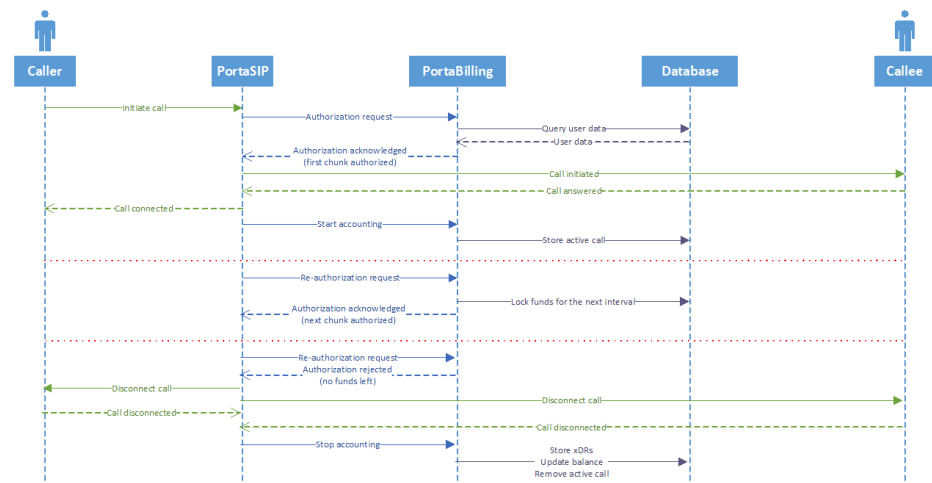 Caller
PortaSIP
PortaBilling
Database
Callee
Initiate call
Authorization request
Query user data
User data
Authorization acknowledged
(first chunk authorized)
Call initiated
Call answered
Call connected
Start accounting
Store active call
Re-authorization request
Lock funds for the next interval
Authorization acknowledged
(next chunk authorized)
Re-authorization request
Authorization rejected
(no funds left)
Disconnect call
Disconnect call
Call disconnected
Call disconnected
Stop accounting
Store xDRs
Update balance
Remove active call